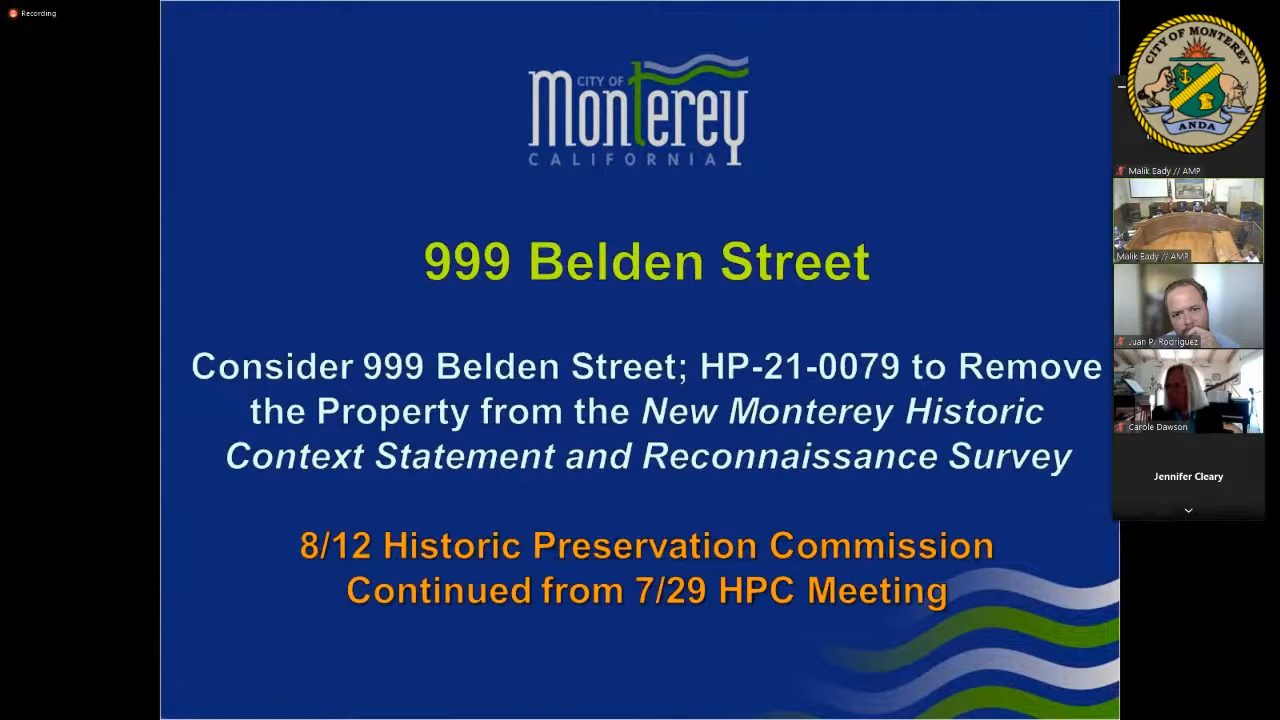 Recording
CITY OF
Monterey
CALIFORNIA
999 Belden Street
Consider 999 Belden Street; HP-21-0079 to Remove
the Property from the New Monterey Historic
Context Statement and Reconnaissance Survey
8/12 Historic Preservation Commission
Continued from 7/29 HPC Meeting
CITY OF MONTEREY
ANDA
Malik Eady // AMP
Malik Eady // AMP
Juan P. Rodriguez
Carole Dawson
Jennifer Cleary